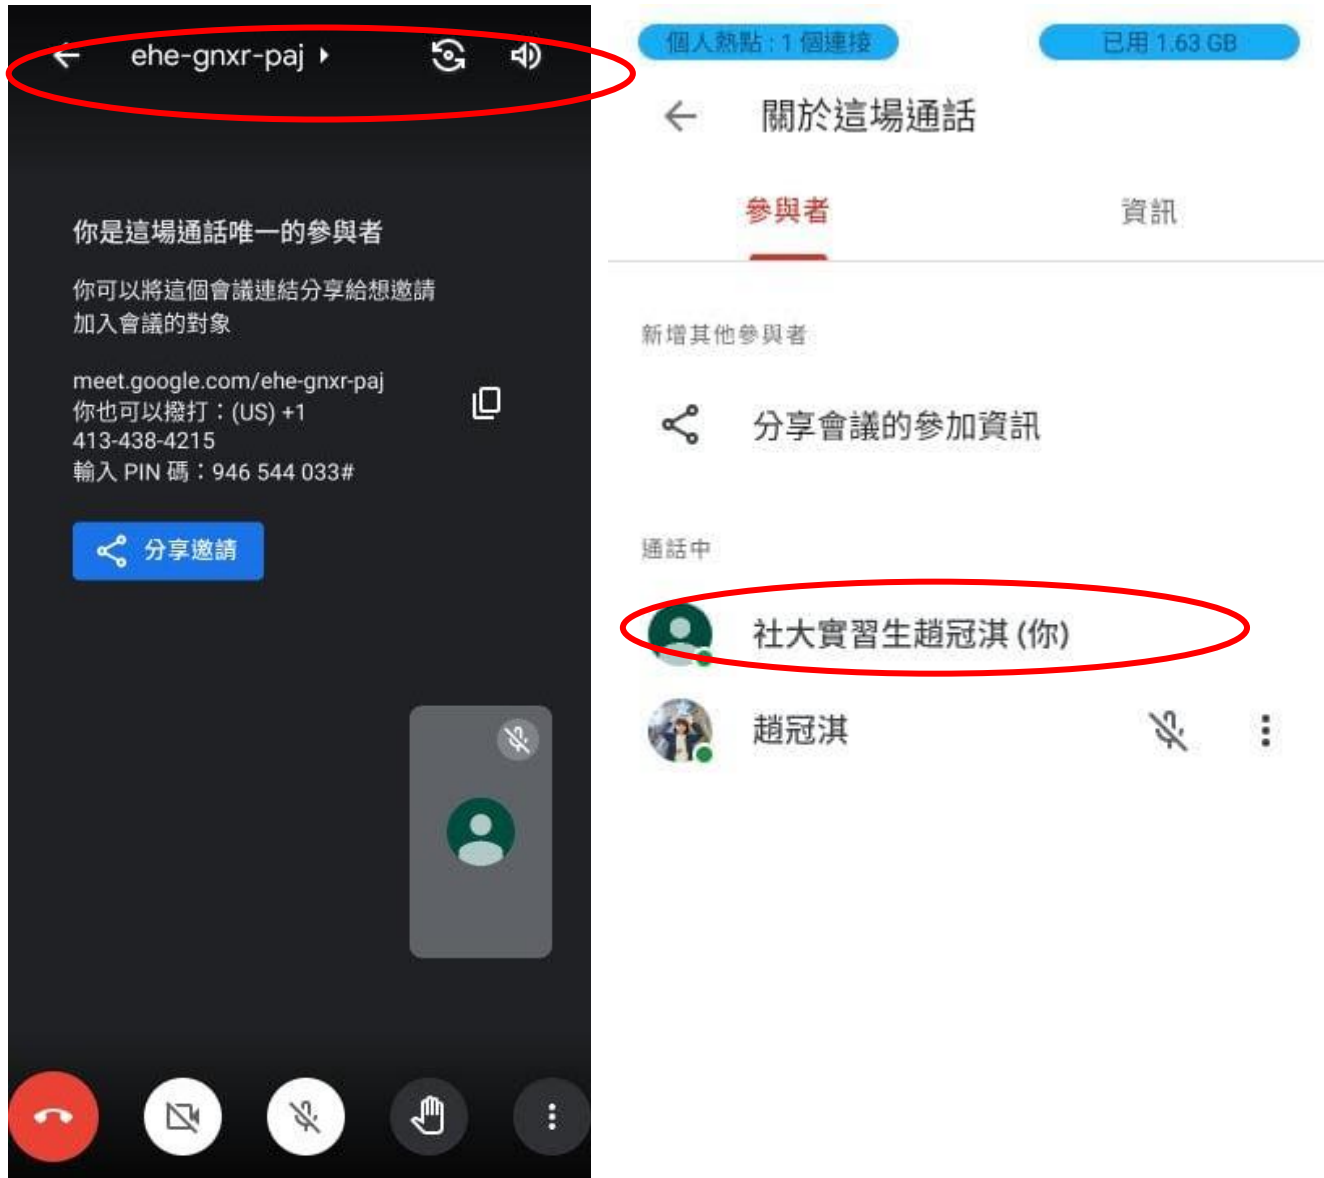 ehe-gnxr-paj
你是這場通話唯一的參與者
你可以將這個會議連結分享給想邀請
加入會議的對象
meet.google.com/ehe-gnxr-paj
你也可以撥打：(US) +1
413-438-4215
輸入 PIN 碼：946 544 033#
分享邀請
個人熱點 : 1 個連接
已用 1.63 GB
關於這場通話
參與者
資訊
新增其他參與者
分享會議的參加資訊
通話中
社大實習生趙冠淇 (你)
趙冠淇